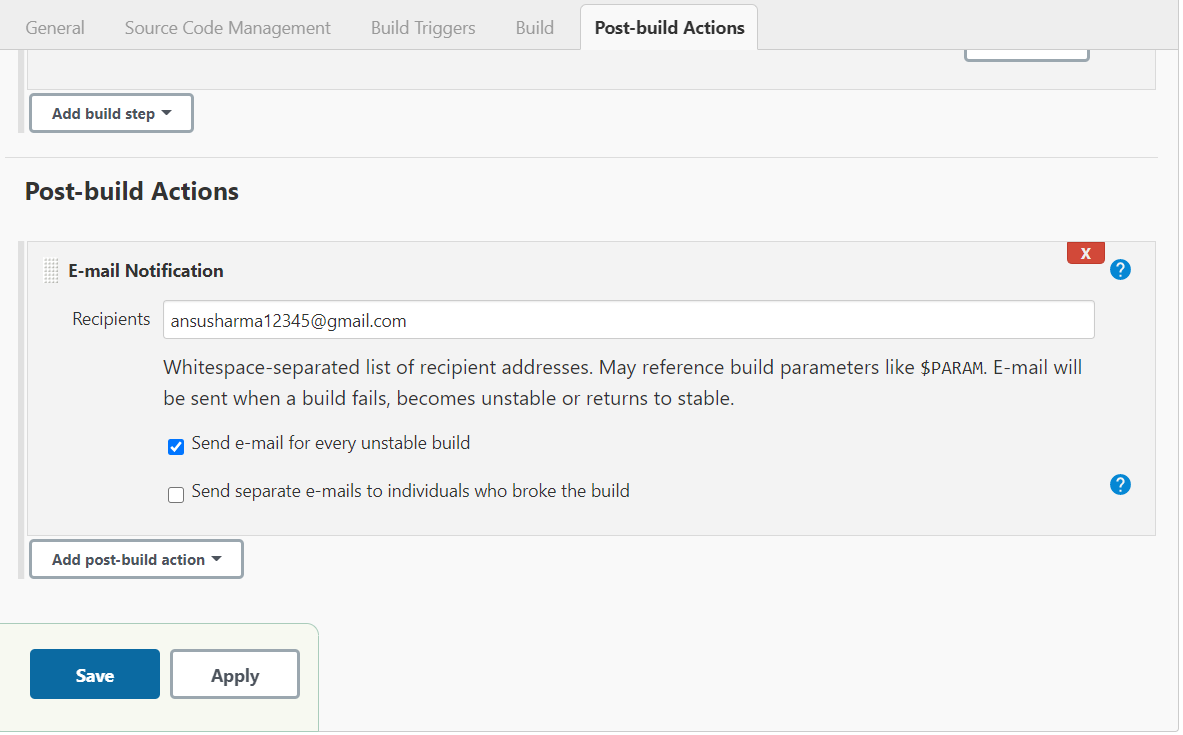 General Source Code Management Build Triggers Build Post-build Actions
Add build step
Post-build Actions
X
E-mail Notification
?
Recipients ansusharma12345@gmail.com
Whitespace-separated list of recipient addresses. May reference build parameters like $PARAM. E-mail will
be sent when a build fails, becomes unstable or returns to stable.
Send e-mail for every unstable build
Send separate e-mails to individuals who broke the build
?
Add post-build action
Save Apply